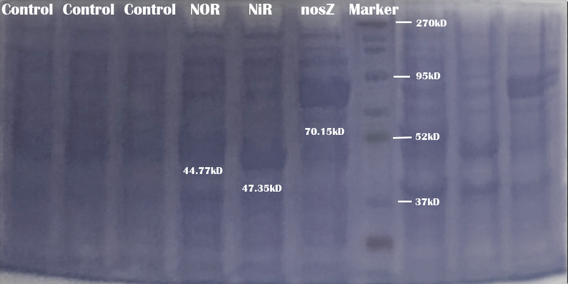 Control Control Control NOR NiR nosZ Marker
270kD
95kD
70.15kD
52kD
44.77kD
47.35kD
37kD